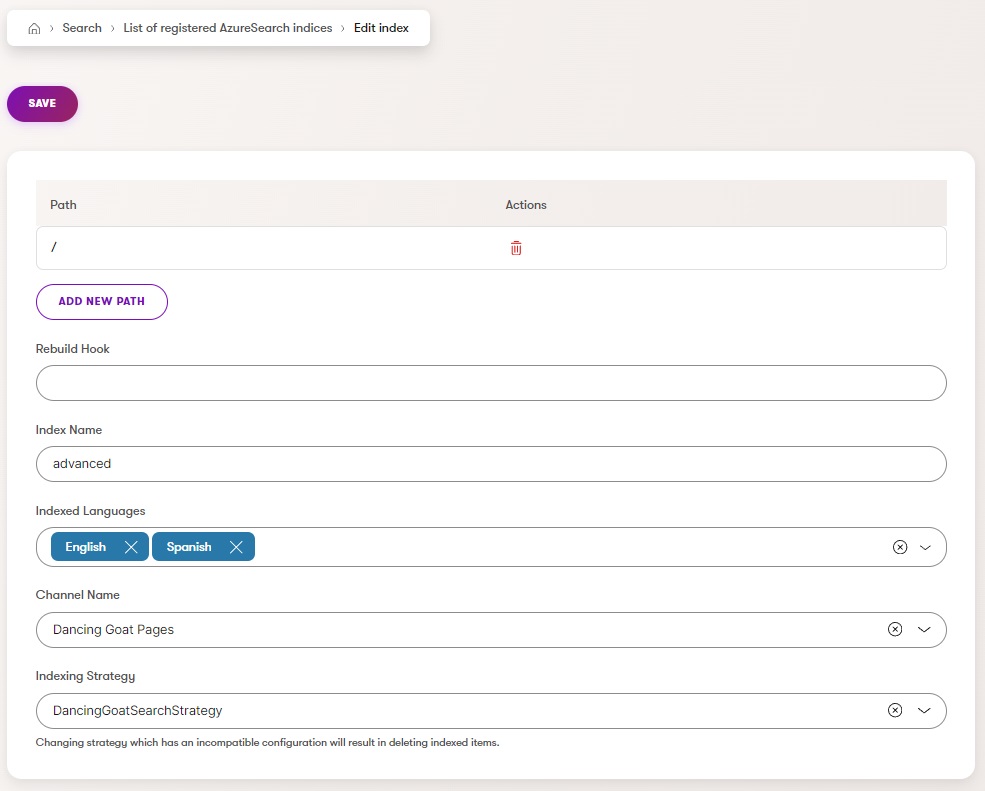 Search > List of registered AzureSearch indices > Edit index
SAVE
Path Actions
/
ADD NEW PATH
Rebuild Hook
Index Name
advanced
Indexed Languages
English Spanish
Channel Name
Dancing Goat Pages
Indexing Strategy
DancingGoatSearchStrategy
Changing strategy which has an incompatible configuration will result in deleting indexed items.